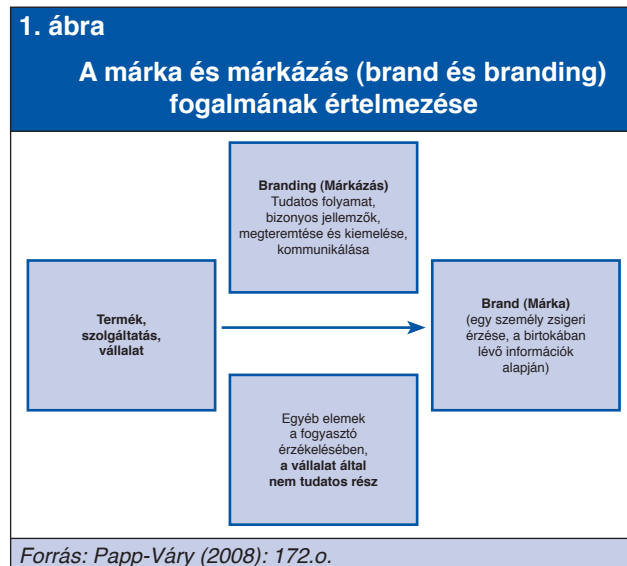 1. ábra
A márka és márkázás (brand és branding)
fogalmának értelmezése
Branding (Márkázás)
Tudatos folyamat,
bizonyos jellemzők,
megteremtése és kiemelése,
kommunikálása
Termék,
szolgáltatás,
vállalat
Brand (Márka)
(egy személy zsigeri
érzése, a birtokában
lévő információk
alapján)
Egyéb elemek
a fogyasztó
érzékelésében,
a vállalat által
nem tudatos rész
Forrás: Papp-Váry (2008): 172.o.